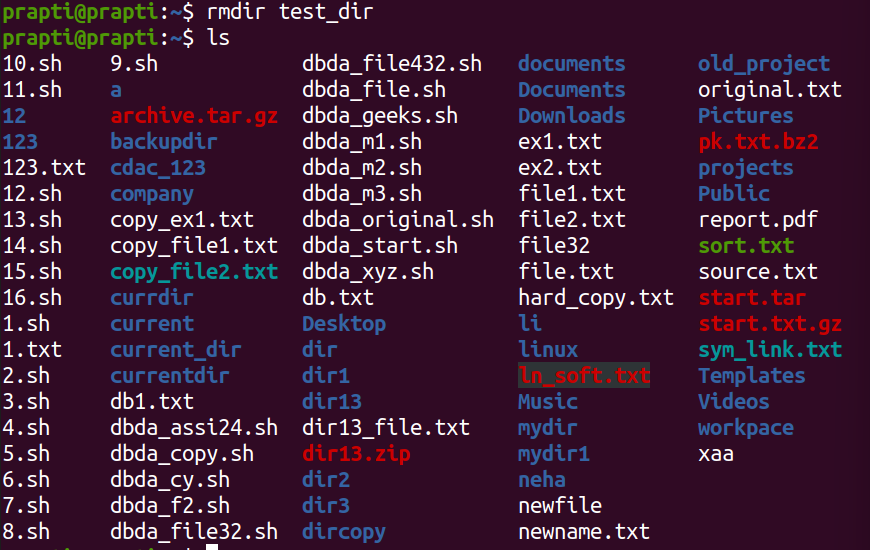 prapti@prapti:~$ rmdir test_dir
prapti@prapti:~$ ls
10.sh 9.sh dbda_file432.sh documents old_project
11.sh a dbda_file.sh Documents original.txt
12 archive.tar.gz dbda_geeks.sh Downloads Pictures
123 backupdir dbda_m1.sh ex1.txt pk.txt.bz2
123.txt cdac_123 dbda_m2.sh ex2.txt projects
12.sh company dbda_m3.sh file1.txt Public
13.sh copy_ex1.txt dbda_original.sh file2.txt report.pdf
14.sh copy_file1.txt dbda_start.sh file32 sort.txt
15.sh copy_file2.txt dbda_xyz.sh file.txt source.txt
16.sh currdir db.txt hard_copy.txt start.tar
1.sh current Desktop li start.txt.gz
1.txt current_dir dir linux sym_link.txt
2.sh currentdir dir1 ln_soft.txt Templates
3.sh db1.txt dir13 Music Videos
4.sh dbda_assi24.sh dir13_file.txt mydir workpace
5.sh dbda_copy.sh dir13.zip mydir1 xaa
6.sh dbda_cy.sh dir2 neha
7.sh dbda_f2.sh dir3 newfile
8.sh dbda_file32.sh dircopy newname.txt
prapti@prapti:~$